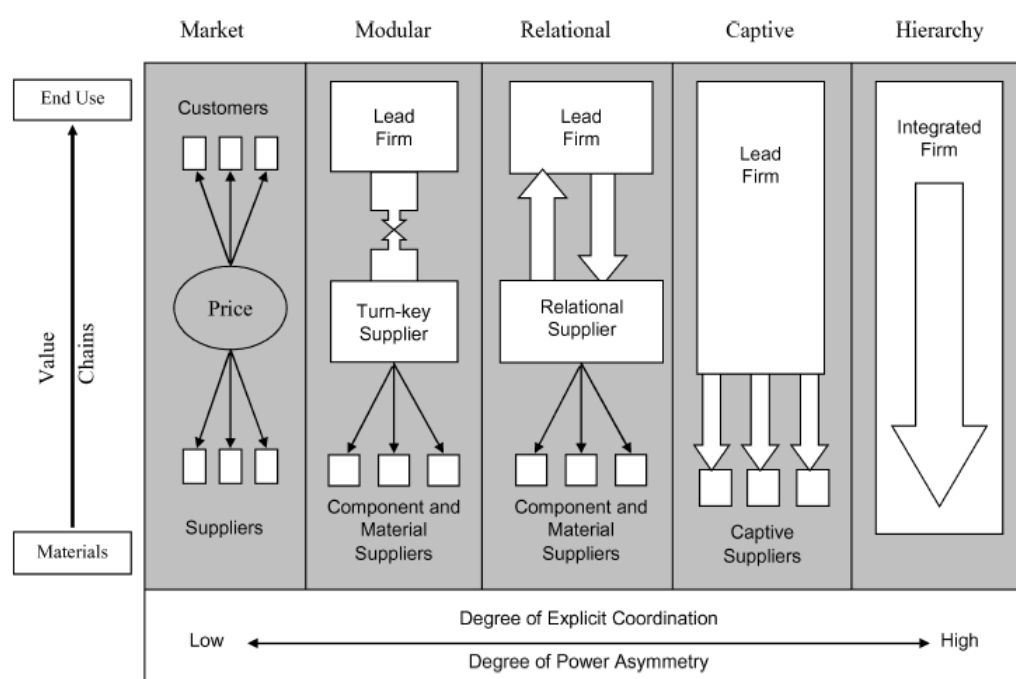 Market
Modular
Relational
Captive
Hierarchy
End Use
Value
Chains
Materials
Customers
Price
Suppliers
Lead
Firm
Turn-key
Supplier
Component and
Material
Suppliers
Lead
Firm
Relational
Supplier
Component and
Material
Suppliers
Lead
Firm
Captive
Suppliers
Integrated
Firm
Degree of Explicit Coordination
Low
High
Degree of Power Asymmetry